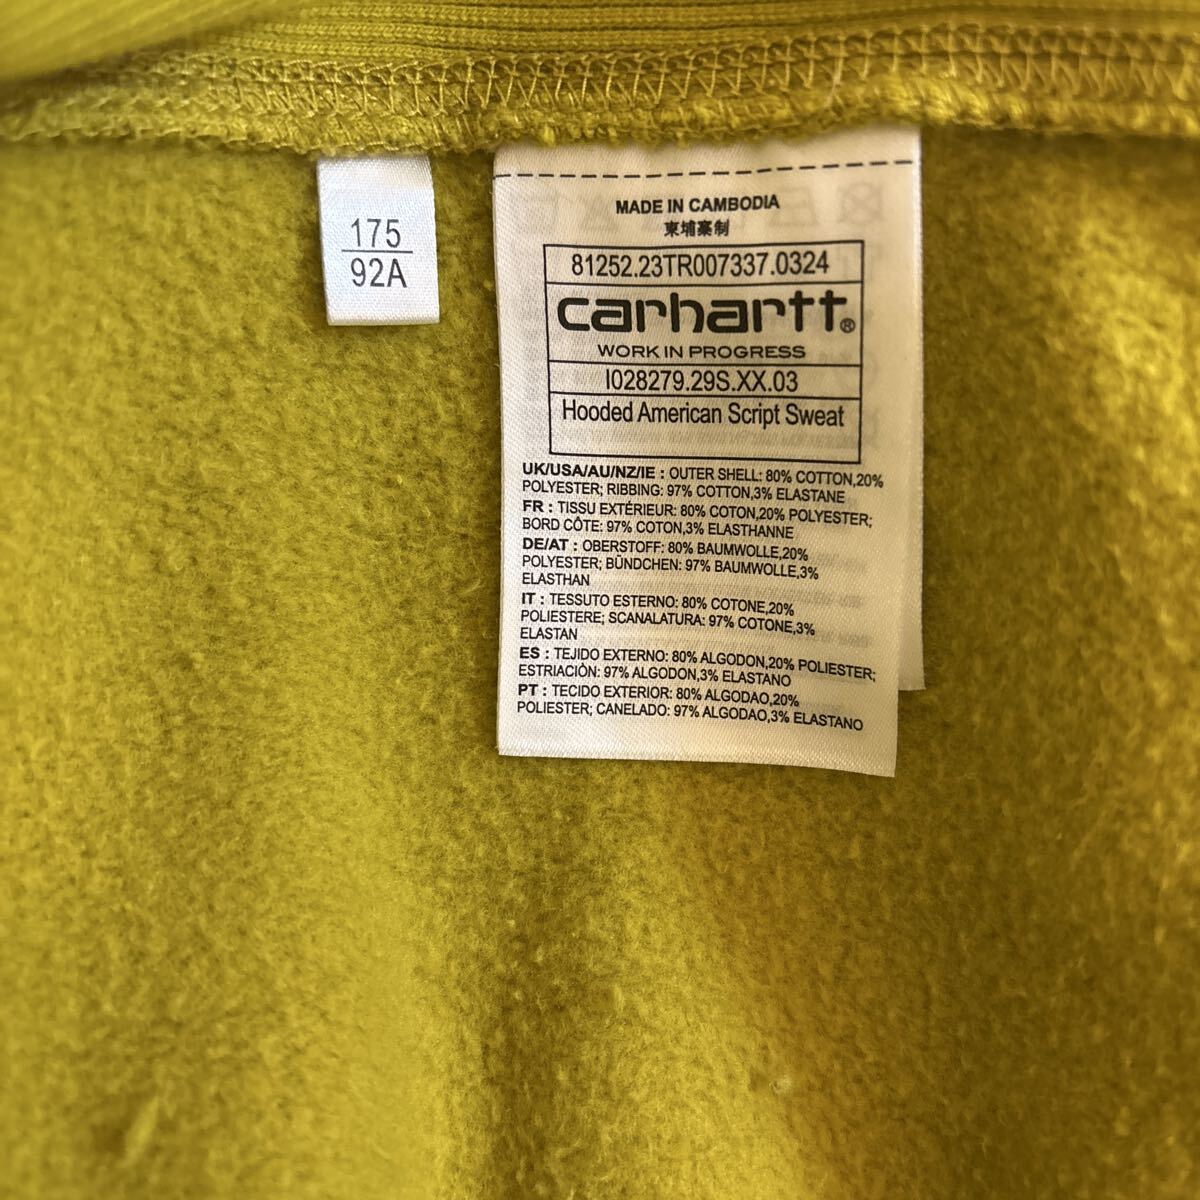 175
92A
MADE IN CAMBODIA
柬埔寨制
81252.23TR007337.0324
carhartt®
WORK IN PROGRESS
I028279.29S.XX.03
Hooded American Script Sweat
UK/USA/AU/NZ/IE : OUTER SHELL: 80% COTTON,20%
POLYESTER; RIBBING: 97% COTTON,3% ELASTANE
FR : TISSU EXTÉRIEUR: 80% COTON,20% POLYESTER;
BORD CÔTE: 97% COTON,3% ELASTHANNE
DE/AT : OBERSTOFF: 80% BAUMWOLLE,20%
POLYESTER; BÜNDCHEN: 97% BAUMWOLLE,3%
ELASTHAN
IT : TESSUTO ESTERNO: 80% COTONE,20%
POLIESTERE; SCANALATURA: 97% COTONE,3%
ELASTAN
ES : TEJIDO EXTERNO: 80% ALGODON,20% POLIESTER;
ESTRIACIÒN: 97% ALGODON,3% ELASTANO
PT : TECIDO EXTERIOR: 80% ALGODAO,20%
POLIESTER; CANELADO: 97% ALGODAO,3% ELASTANO